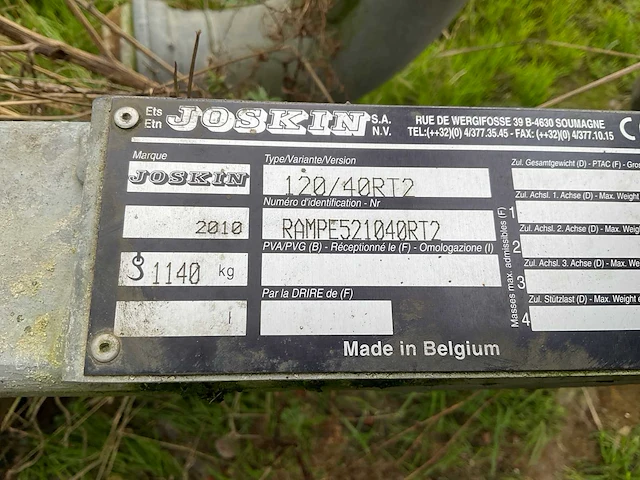 Ets
Etn
JOSKIN S.A.
N.V.
RUE DE WERGIFOSSE 39 B-4630 SOUMAGNE
TEL:(++32)(0) 4/377.35.45 - FAX: (++32)(0) 4/377.10.15
Marque
JOSKIN
2010
1140 kg
Type/Variante/Version
120/40RT2
Numéro d'identification - Nr
RAMPE521040RT2
PVA/PVG (B) - Réceptionné le (F) - Omologazione (I)
Par la DRIRE de (F)
Made in Belgium
Masses max. admissibles (F)
Zul. Gesamtgewicht (D) - PTAC (F) - Gros
Zul. Achsl. 1. Achse (D) - Max. Weight
1
Zul. Achsl. 2. Achse (D) - Max. Weight
2
Zul. Achsl. 3. Achse (D) - Max. Weight
3
Zul. Stützlast (D) - Max. Weight
4